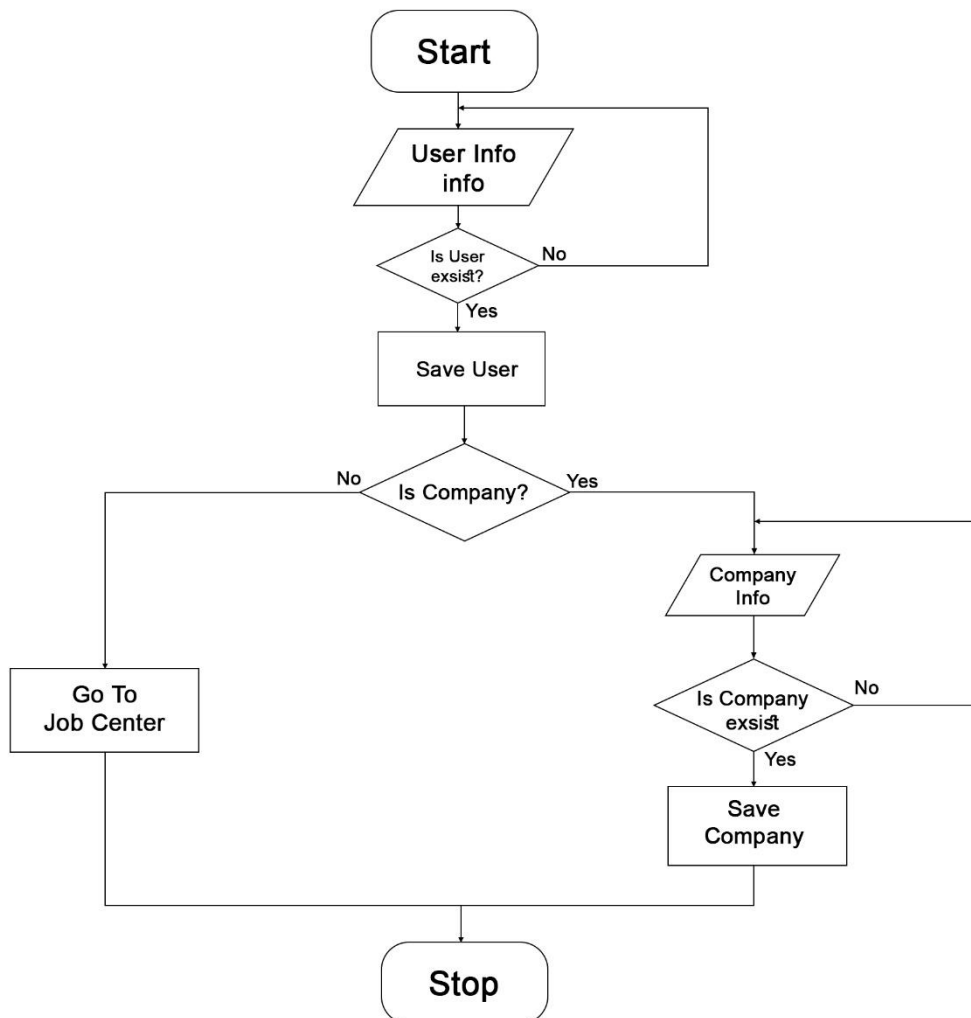 Start
User Info
info
Is User
exsist?
No
Yes
Save User
No
Is Company?
Yes
Company
Info
Go To
Job Center
Is Company
exsist
No
Yes
Save
Company
Stop